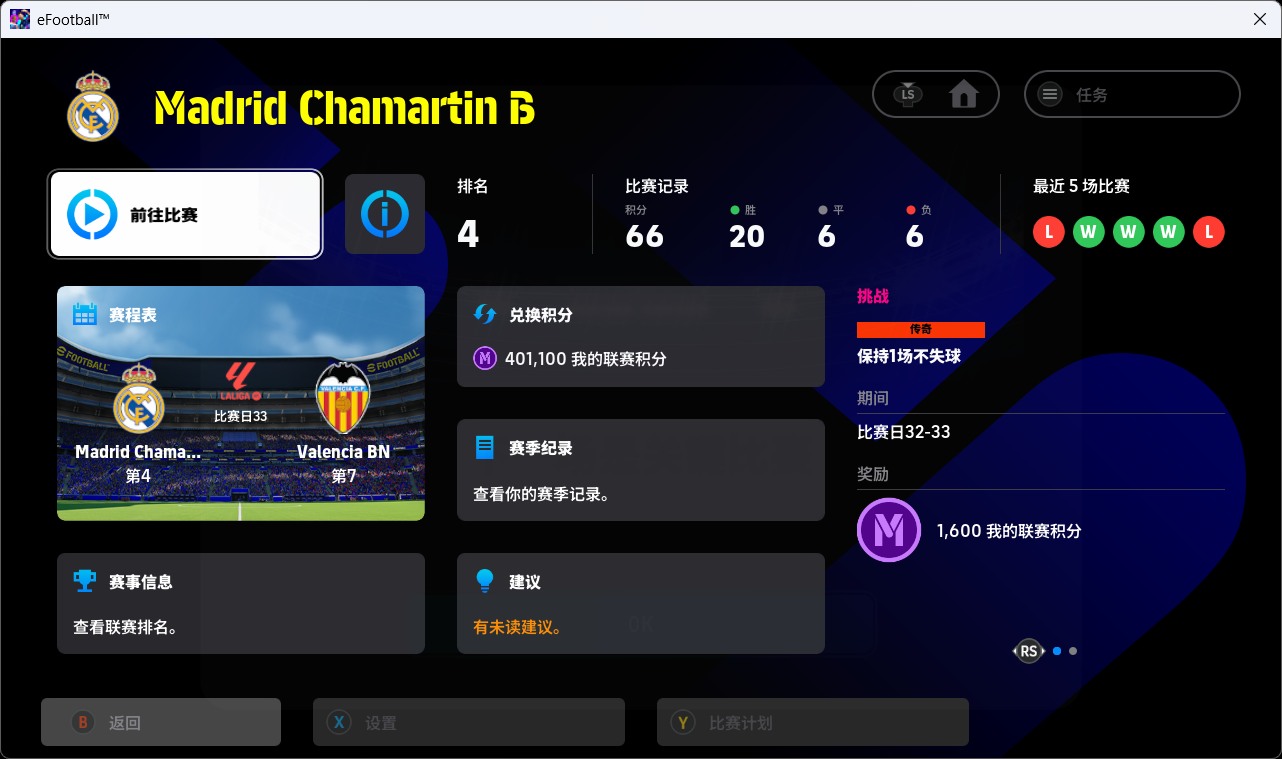 eFootball™
Madrid Chamartin B
LS
任务
前往比赛
排名
4
比赛记录
积分
胜
平
负
66
20
6
6
最近 5 场比赛
L W W W L
赛程表
eFOOTBALL
eFOOTBALL
LALIGA
VALENCIA C.F.
比赛日33
Madrid Chama...
Valencia BN
第4
第7
兑换积分
401,100 我的联赛积分
赛季纪录
查看你的赛季记录。
赛事信息
查看联赛排名。
建议
有未读建议。
OK
挑战
传奇
保持1场不失球
期间
比赛日32-33
奖励
1,600 我的联赛积分
RS
B 返回
X 设置
Y 比赛计划